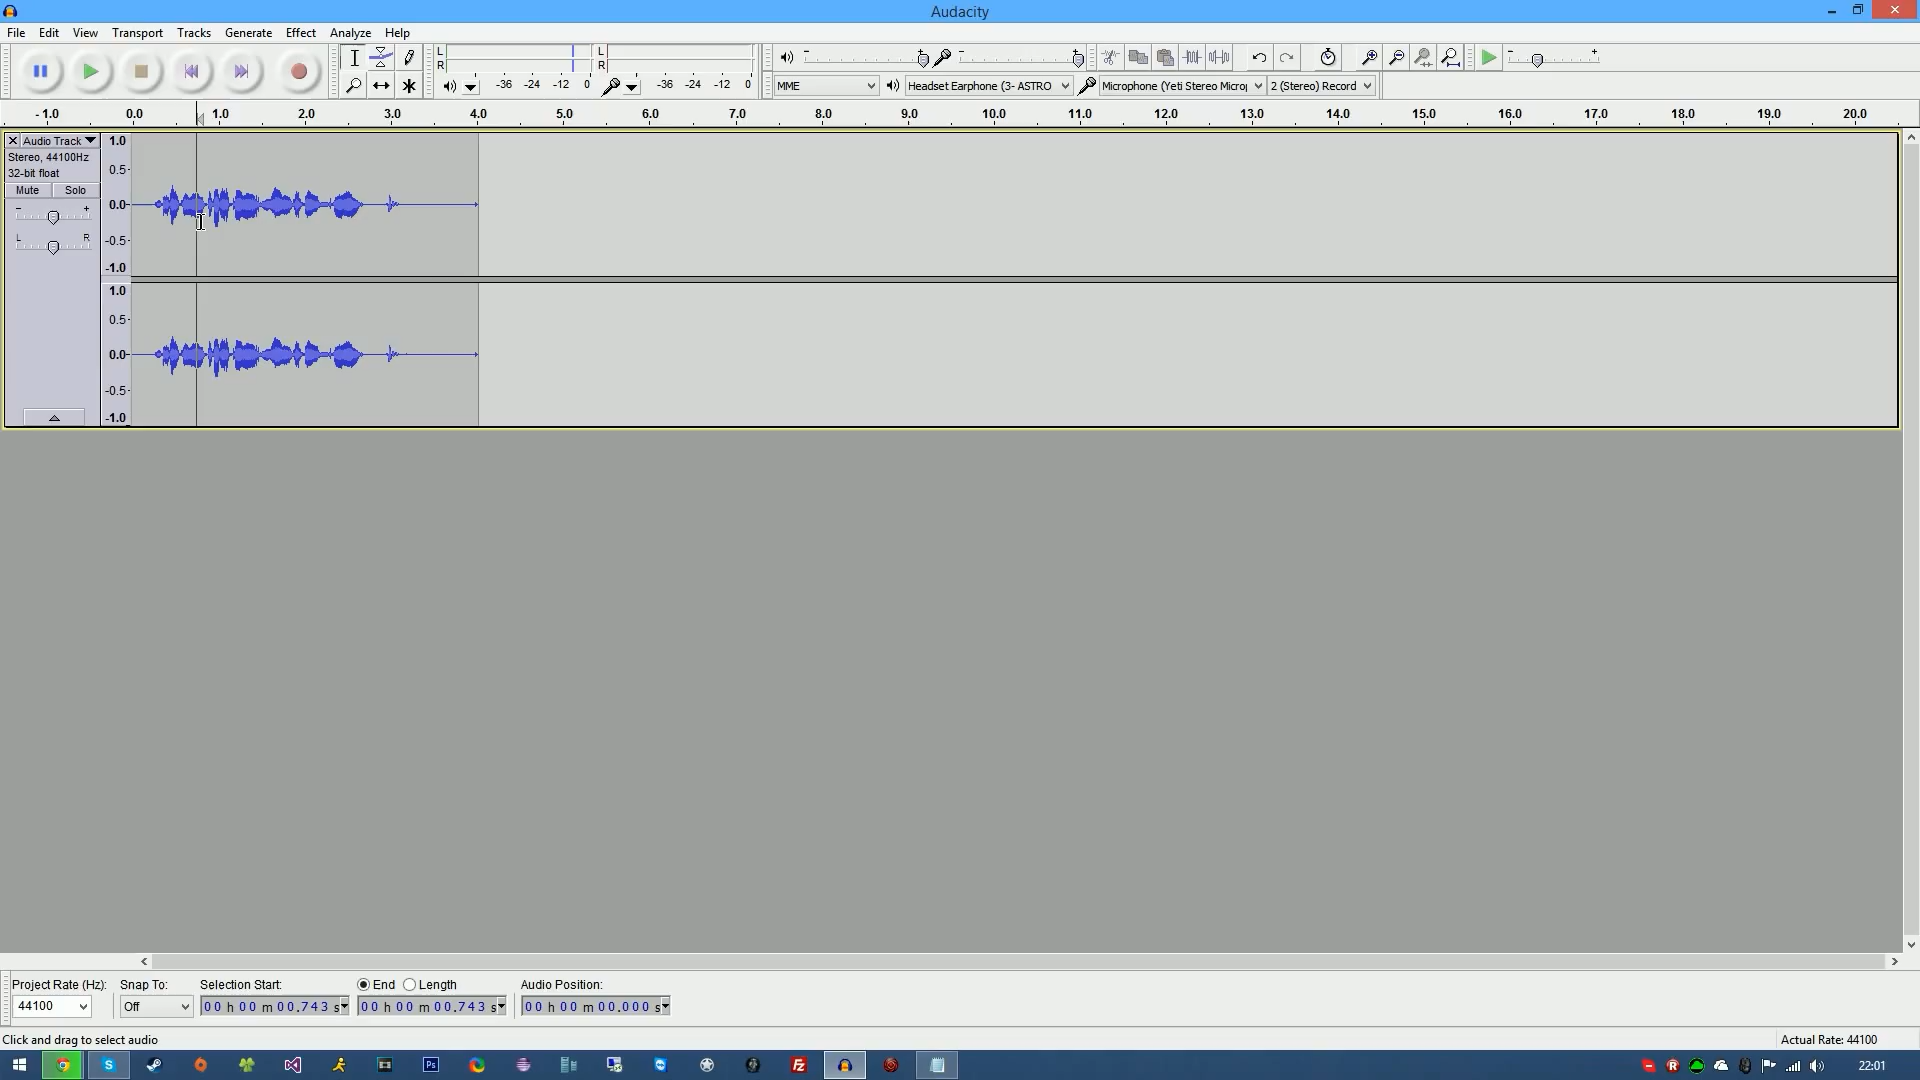 Audacity
File Edit View Transport Tracks Generate Effect Analyze Help
L
R
-36 -24 -12 0
L
R
-36 -24 -12 0
- + - +
- +
MME
Headset Earphone (3- ASTRO
Microphone (Yeti Stereo Microp
2 (Stereo) Record
- 1.0 0.0 1.0 2.0 3.0 4.0 5.0 6.0 7.0 8.0 9.0 10.0 11.0 12.0 13.0 14.0 15.0 16.0 17.0 18.0 19.0 20.0
Audio Track
Stereo, 44100Hz
32-bit float
Mute Solo
- +
L R
1.0
0.5-
0.0-
-0.5-
-1.0
1.0
0.5-
0.0-
-0.5-
-1.0
Project Rate (Hz): Snap To: Selection Start: End Length Audio Position:
44100 Off 00 h 00 m 00.743 s 00 h 00 m 00.743 s 00 h 00 m 00.000 s
Click and drag to select audio
Actual Rate: 44100
Ps
Fz
22:01